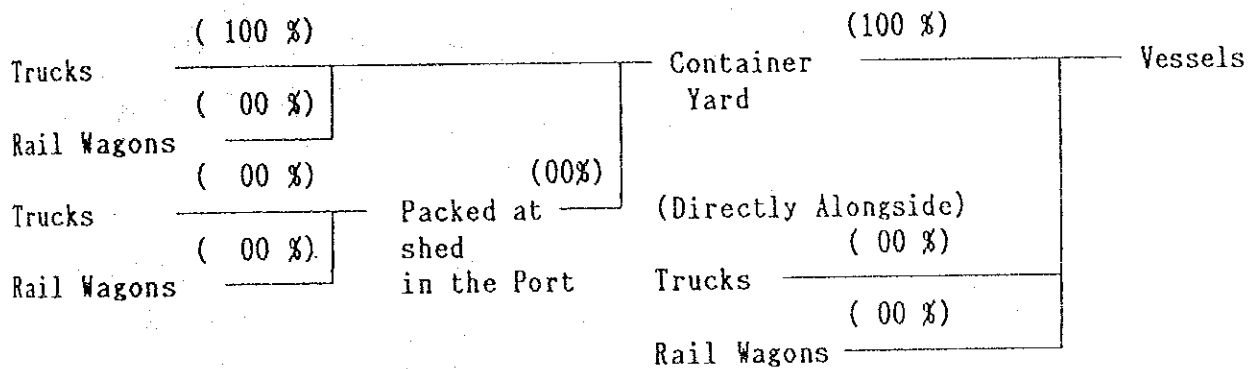 ( 100 %)
(100 %)
Trucks
Container
Yard
Vessels
( 00 %)
Rail Wagons
( 00 %)
(00%)
Trucks
Packed at
shed
in the Port
(Directly Alongside)
( 00 %)
( 00 %)
Rail Wagons
Trucks
( 00 %)
Rail Wagons